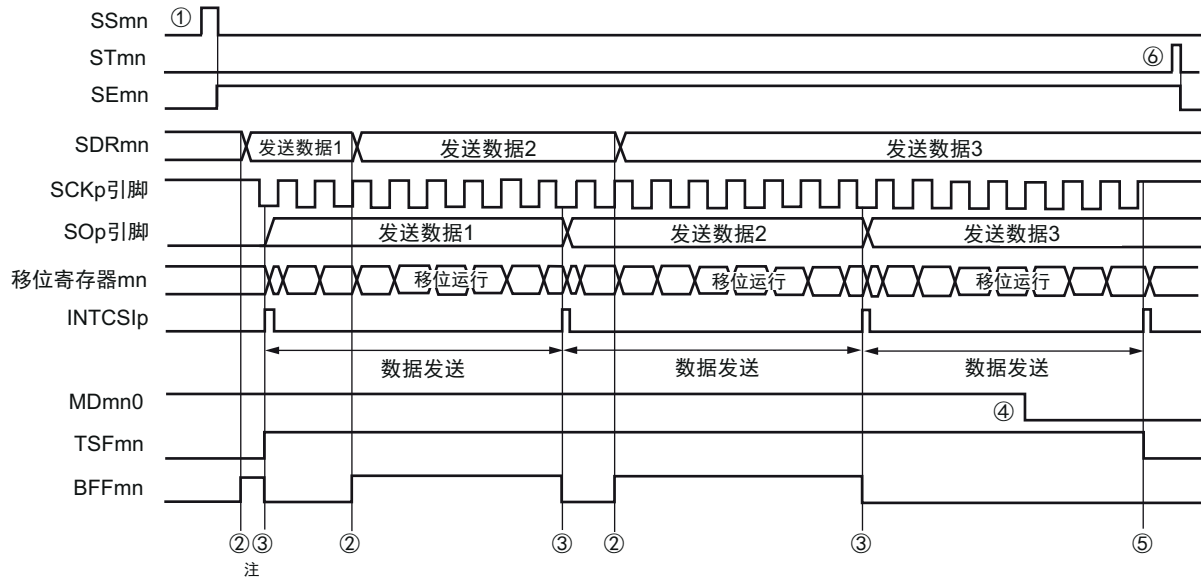 SSmn ①
STmn ⑥
SEmn
SDRmn 发送数据1 发送数据2 发送数据3
SCKp引脚
SOp引脚 发送数据1 发送数据2 发送数据3
移位寄存器mn 移位运行 移位运行 移位运行
INTCSIp
数据发送 数据发送 数据发送
MDmn0 ④
TSFmn
BFFmn
② ③ ② ③ ② ③ ⑤
注